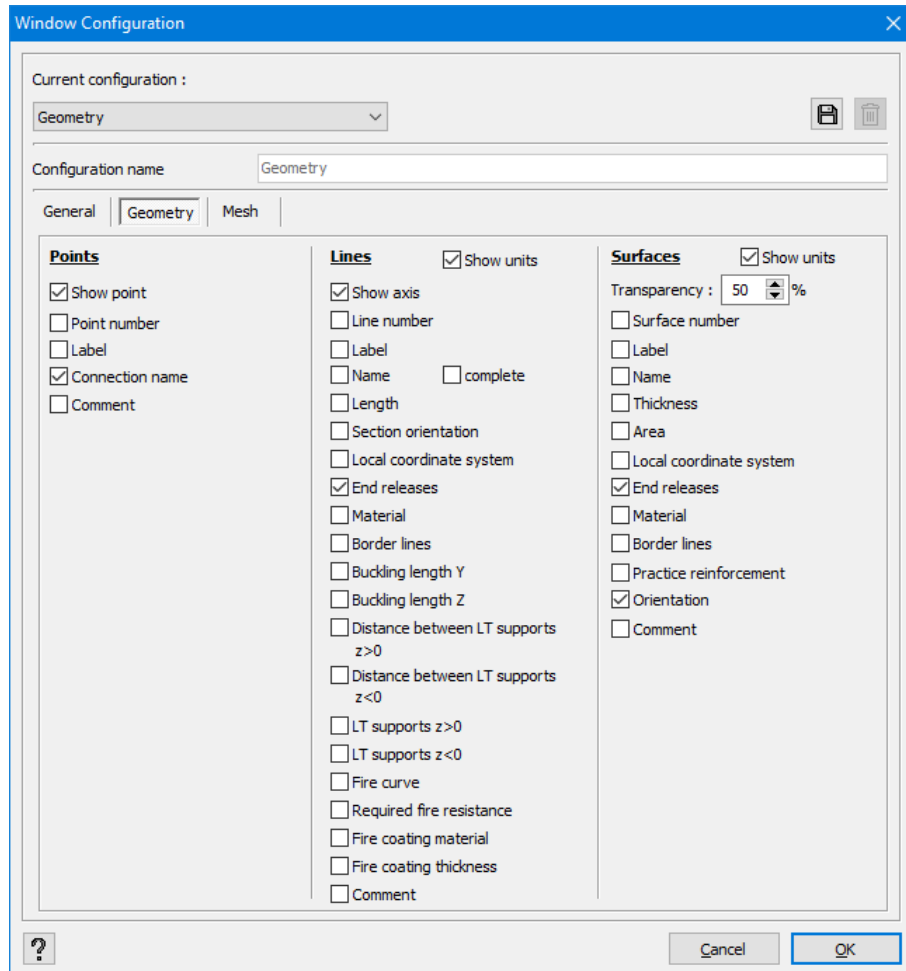 Window Configuration
Current configuration :
Geometry
Configuration name
Geometry
General
Geometry
Mesh
Points
Show point
Point number
Label
Connection name
Comment
Lines
Show units
Show axis
Line number
Label
Name
complete
Length
Section orientation
Local coordinate system
End releases
Material
Border lines
Buckling length Y
Buckling length Z
Distance between LT supports
z>0
Distance between LT supports
z<0
LT supports z>0
LT supports z<0
Fire curve
Required fire resistance
Fire coating material
Fire coating thickness
Comment
Surfaces
Show units
Transparency : 50 %
Surface number
Label
Name
Thickness
Area
Local coordinate system
End releases
Material
Border lines
Practice reinforcement
Orientation
Comment
?
Cancel
OK